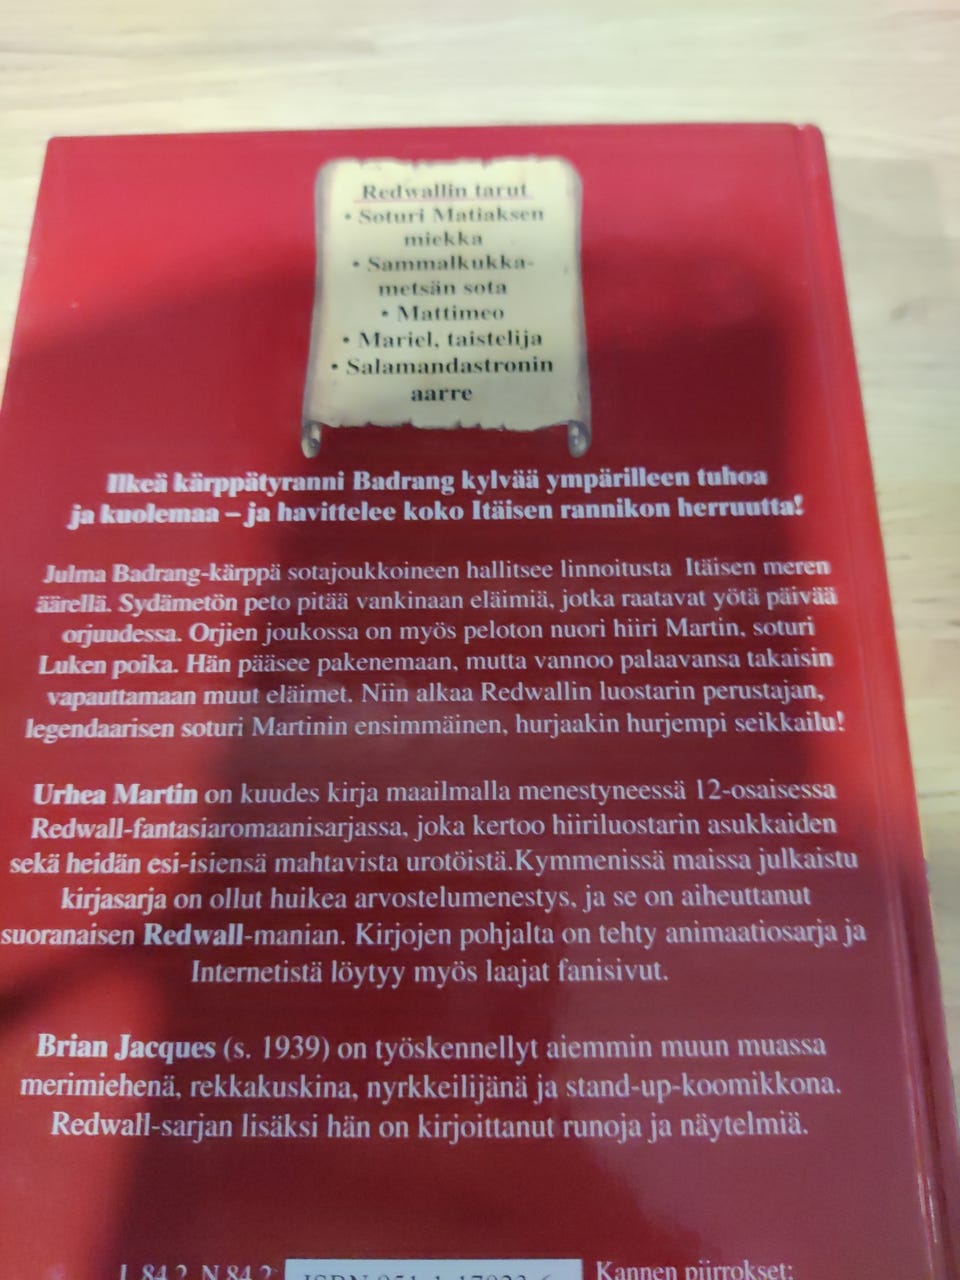 Redwallin tarut
• Soturi Matiaksen
miekka
• Sammalkukka-
metsän sota
• Mattimeo
• Mariel, taistelija
• Salamandastronin
aarre
Ilkeä kärppätyranni Badrang kylvää ympärilleen tuhoa
ja kuolemaa – ja havittelee koko Itäisen rannikon herruutta!
Julma Badrang-kärppä sotajoukkoineen hallitsee linnoitusta Itäisen meren
äärellä. Sydämetön peto pitää vankinaan eläimiä, jotka raatavat yötä päivää
orjuudessa. Orjien joukossa on myös peloton nuori hiiri Martin, soturi
Luken poika. Hän pääsee pakenemaan, mutta vannoo palaavansa takaisin
vapauttamaan muut eläimet. Niin alkaa Redwallin luostarin perustajan,
legendaarisen soturi Martinin ensimmäinen, hurjaakin hurjempi seikkailu!
Urhea Martin on kuudes kirja maailmalla menestyneessä 12-osaisessa
Redwall-fantasiaromaanisarjassa, joka kertoo hiiriluostarin asukkaiden
sekä heidän esi-isiensä mahtavista urotöistä.Kymmenissä maissa julkaistu
kirjasarja on ollut huikea arvostelumenestys, ja se on aiheuttanut
suoranaisen Redwall-manian. Kirjojen pohjalta on tehty animaatiosarja ja
Internetistä löytyy myös laajat fanisivut.
Brian Jacques (s. 1939) on työskennellyt aiemmin muun muassa
merimiehenä, rekkakuskina, nyrkkeilijänä ja stand-up-koomikkona.
Redwall-sarjan lisäksi hän on kirjoittanut runoja ja näytelmiä.
L 84.2 N 84.2 ISBN Kannen piirrokset: